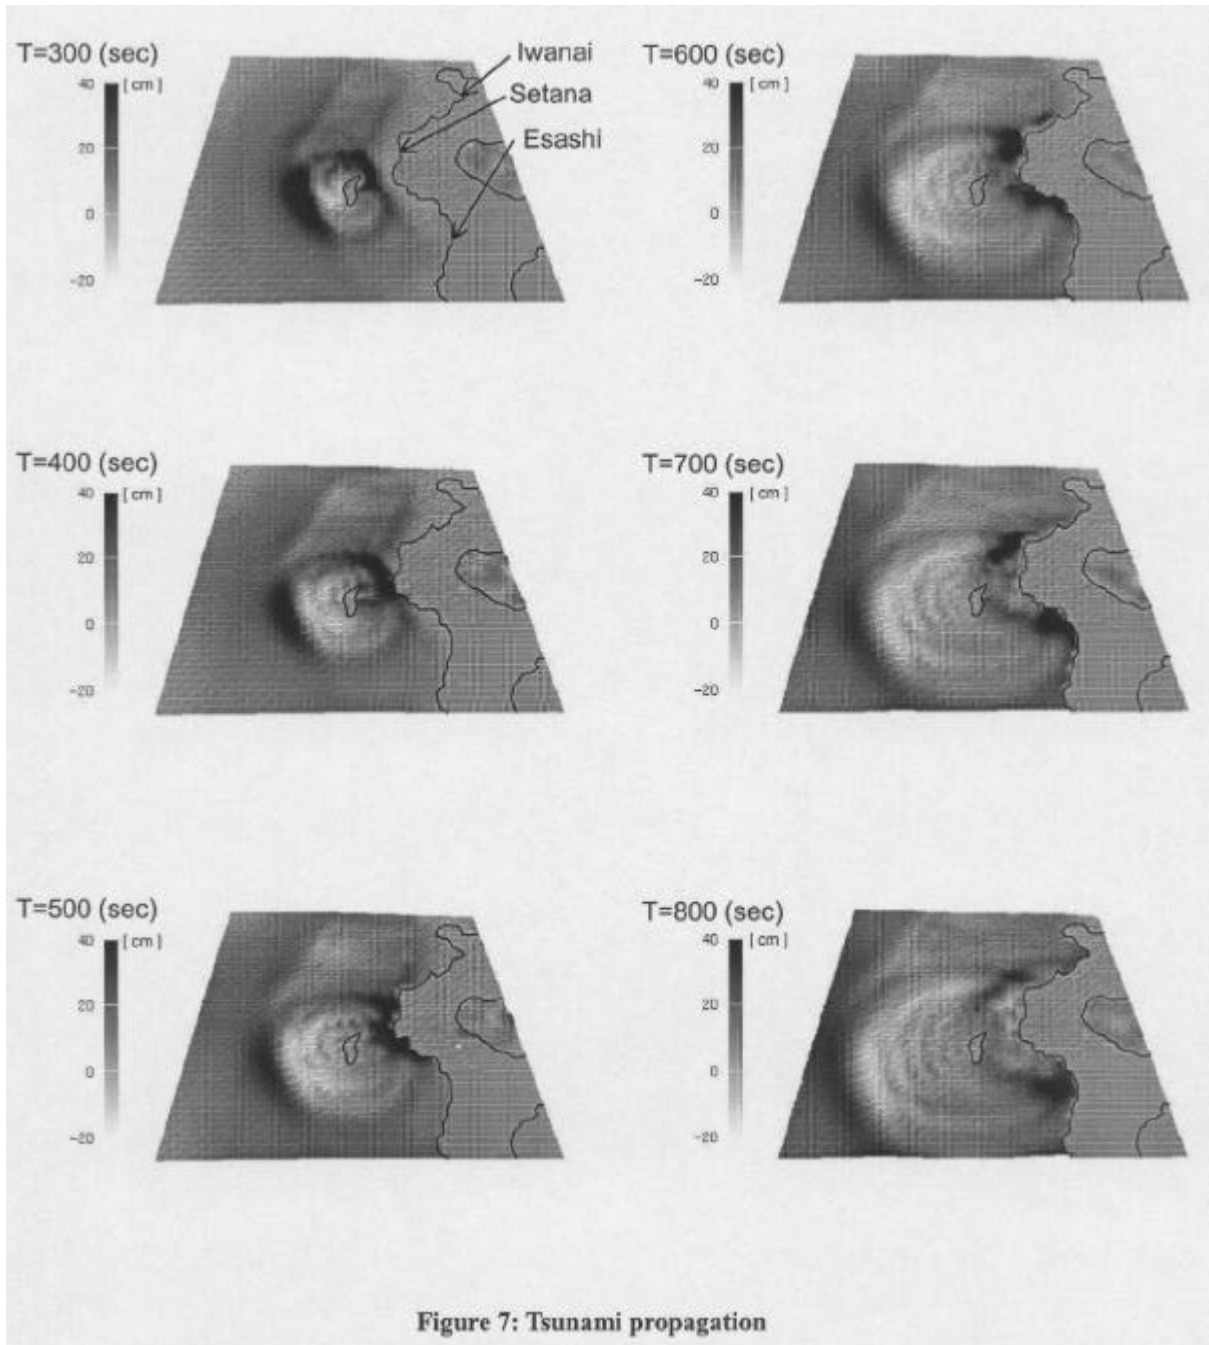 T=300 (sec)
40 [ cm ]
20
0
-20
Iwanai
Setana
Esashi
T=600 (sec)
40 [ cm ]
20
0
-20
T=400 (sec)
40 [ cm ]
20
0
-20
T=700 (sec)
40 [ cm ]
20
0
-20
T=500 (sec)
40 [ cm ]
20
0
-20
T=800 (sec)
40 [ cm ]
20
0
-20
Figure 7: Tsunami propagation